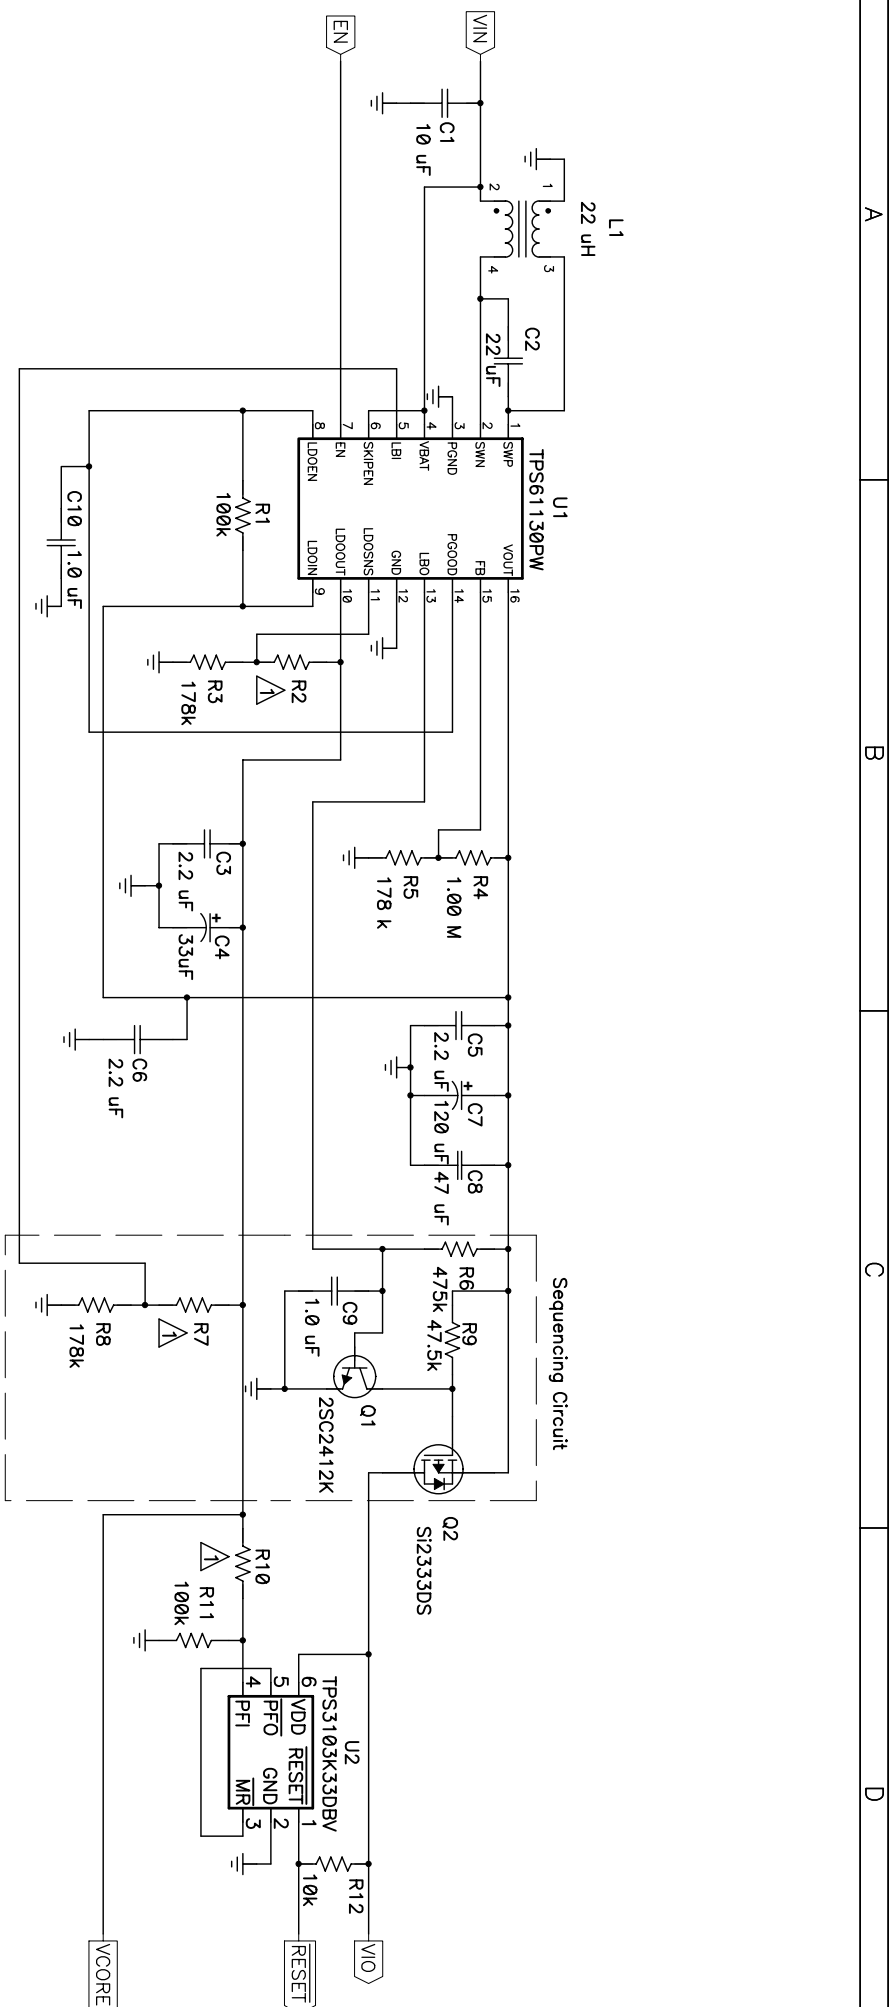 A
B
C
D
VIN
EN
C1
10 uF
L1
22 uH
1
2
3
4
C2
22 uF
U1
TPS61130PW
1
SWP
2
SWN
3
PGND
4
VBAT
5
LBI
6
SKIPEN
7
EN
8
LDOEN
16
VOUT
15
FB
14
PGOOD
13
LBO
12
GND
11
LDOSNS
10
LDOOUT
9
LDOIN
R1
100k
C10
1.0 uF
R2
1
R3
178k
R4
1.00 M
R5
178 k
C3
2.2 uF
C4
+
33uF
C5
2.2 uF
C7
+
120 uF
C8
47 uF
C6
2.2 uF
Sequencing Circuit
R6
475k
R9
47.5k
C9
1.0 uF
Q1
2SC2412K
R7
1
R8
178k
Q2
Si2333DS
R10
1
R11
100k
U2
TPS3103K33DBV
6
VDD
5
PFO
4
PFI
1
RESET
2
GND
3
MR
R12
10k
VIO
RESET
VCORE